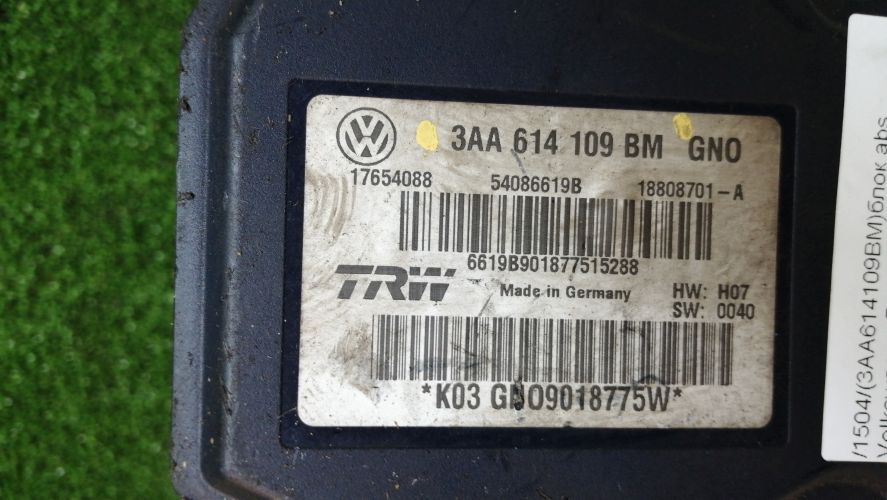 3AA 614 109 BM GNO
17654088 54086619B 18808701-A
6619B901877515288
TRW Made in Germany HW: H07
SW: 0040
*K03 GNO9018775W*
/1504/(3AA614109BM)блок abs